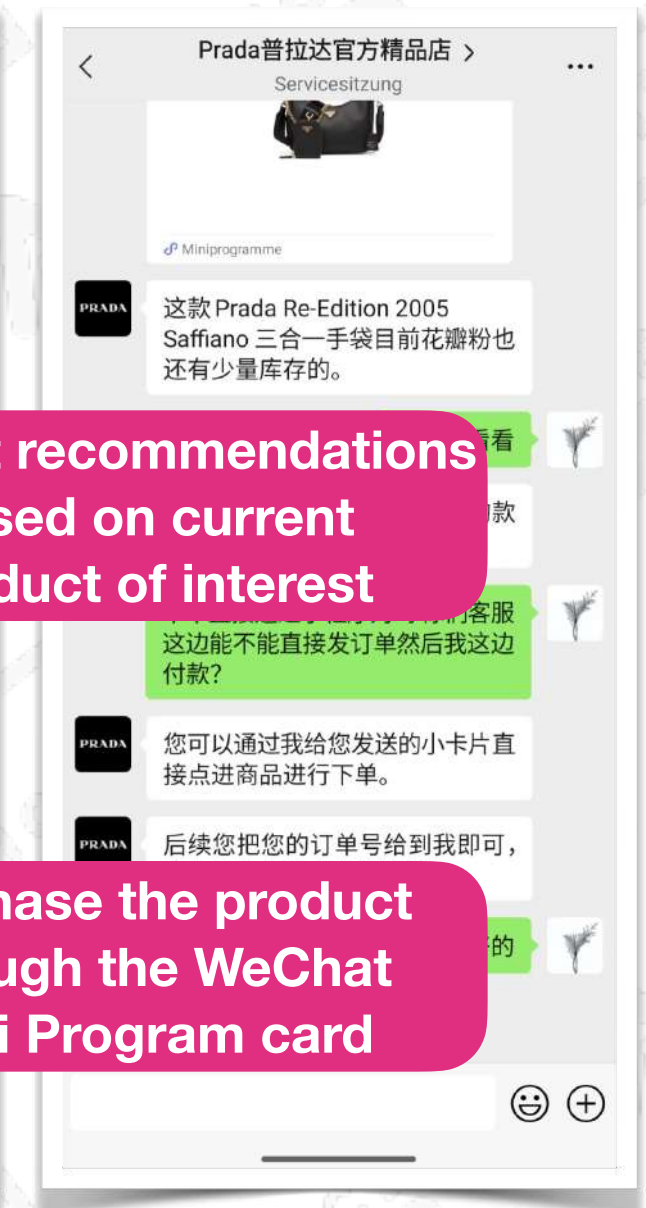 Prada普拉达官方精品店 >
Servicesitzung
Miniprogramme
PRADA
这款 Prada Re-Edition 2005
Saffiano 三合一手袋目前花瓣粉也
还有少量库存的。
recommendations
看
sed on current
款
duct of interest
客服
这边能不能直接发订单然后我这边
付款?
PRADA
您可以通过我给您发送的小卡片直
接点进商品进行下单。
PRADA
后续您把您的订单号给到我即可,
hase the product
ugh the WeChat
的
i Program card